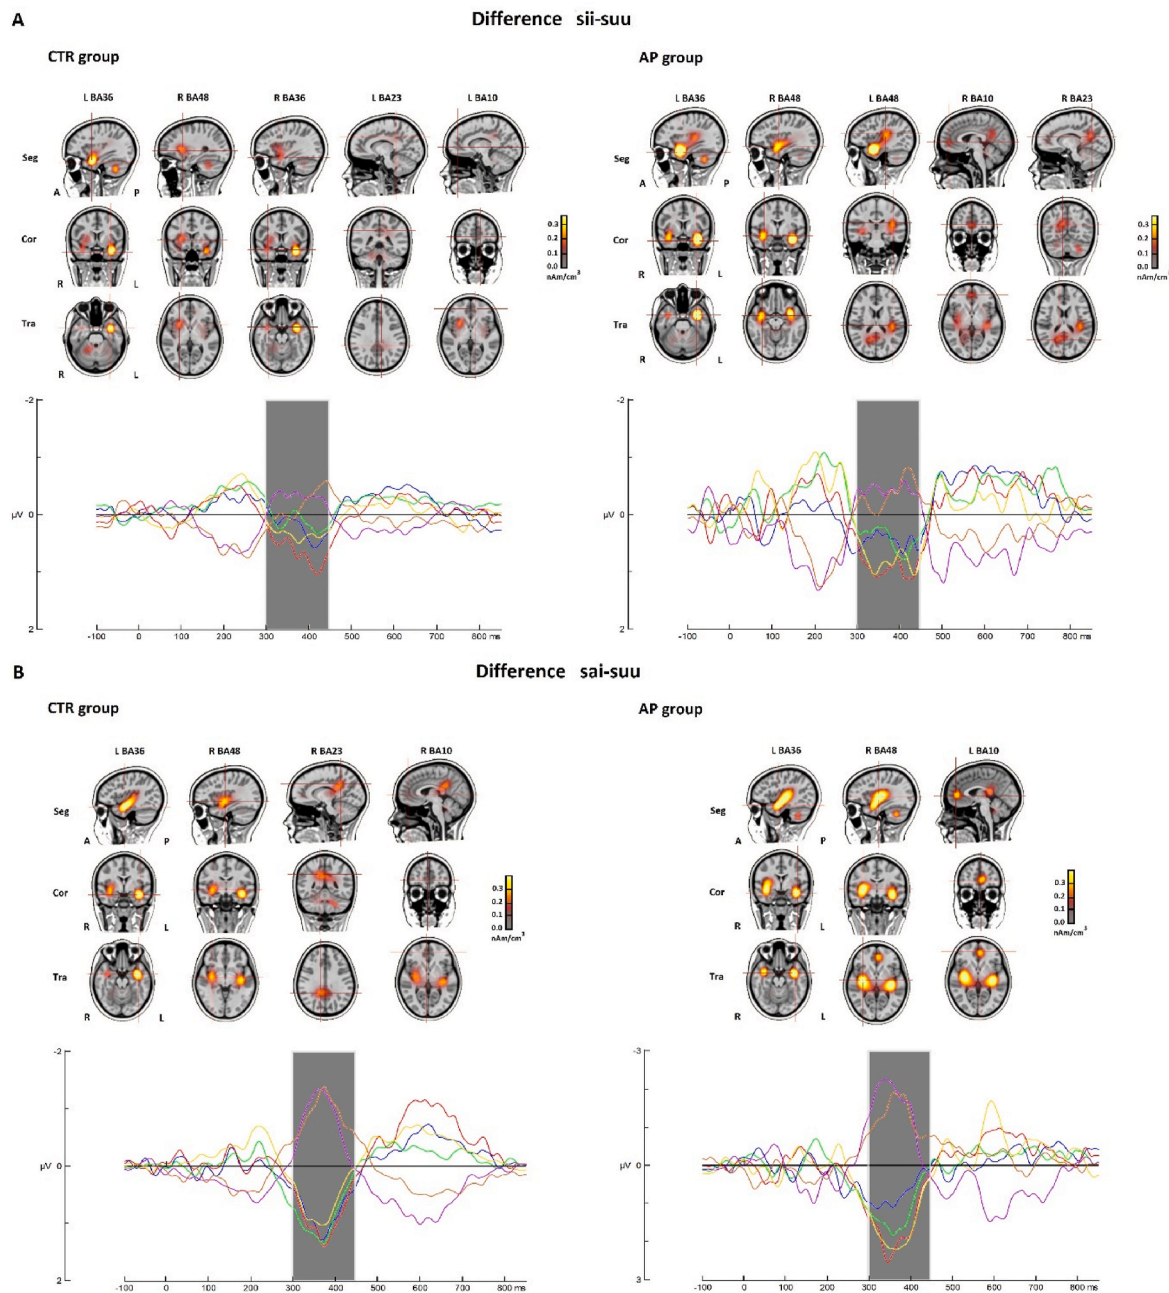 A
Difference sii-suu
CTR group
L BA36 R BA48 R BA36 L BA23 L BA10
Seg
A P
Cor
R L
0.3
0.2
0.1
0.0
nAm/cm³
Tra
R L
-2
µV 0
2
-100 0 100 200 300 400 500 600 700 800 ms
AP group
L BA36 R BA48 L BA48 R BA10 R BA23
Seg
A P
Cor
R L
0.3
0.2
0.1
0.0
nAm/cm³
Tra
R L
-2
µV 0
2
-100 0 100 200 300 400 500 600 700 800 ms
B
Difference sai-suu
CTR group
L BA36 R BA48 R BA23 R BA10
Seg
A P
Cor
R L
0.3
0.2
0.1
0.0
nAm/cm³
Tra
R L
-2
µV 0
2
-100 0 100 200 300 400 500 600 700 800 ms
AP group
L BA36 R BA48 L BA10
Seg
A P
Cor
R L
0.3
0.2
0.1
0.0
nAm/cm³
Tra
R L
-3
µV 0
3
-100 0 100 200 300 400 500 600 700 800 ms